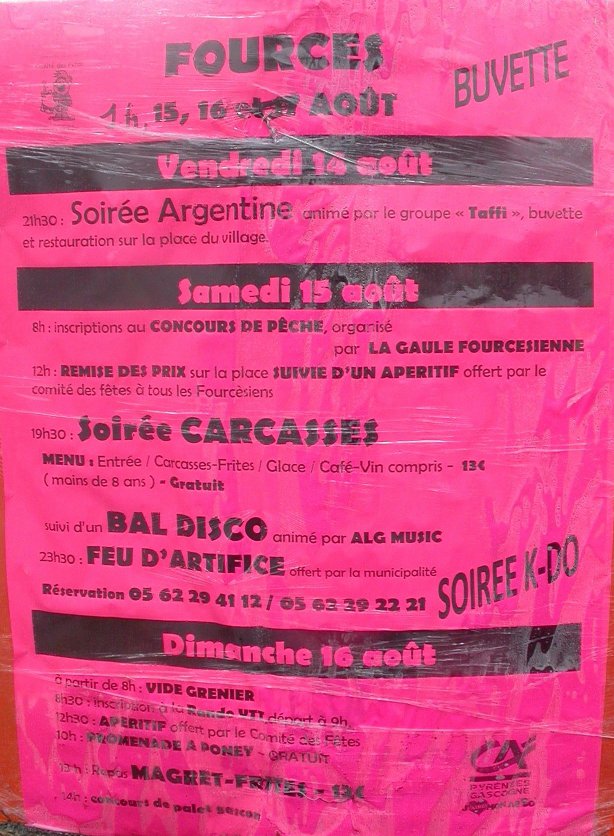 FOURCES
BUVETTE
14, 15, 16 et 17 AOÛT
Vendredi 14 août
21h30 : Soirée Argentine animé par le groupe « Taffi », buvette
et restauration sur la place du village.
Samedi 15 août
8h : inscriptions au CONCOURS DE PÊCHE, organisé
par LA GAULE FOURCESIENNE
12h : REMISE DES PRIX sur la place SUIVIE D'UN APERITIF offert par le
comité des fêtes à tous les Fourcèsiens
19h30 : Soirée CARCASSES
MENU : Entrée / Carcasses-Frites / Glace / Café-Vin compris - 13€
( moins de 8 ans ) - Gratuit
suivi d'un BAL DISCO animé par ALG MUSIC
23h30 : FEU D'ARTIFICE offert par la municipalité
Réservation 05 62 29 41 12 / 05 62 29 22 21
SOIREE K-DO
Dimanche 16 août
à partir de 8h : VIDE GRENIER
8h30 : inscription à la Rando VTT départ à 9h,
12h30 : APERITIF offert par le Comité des Fêtes
10h : PROMENADE A PONEY - GRATUIT
13 h : Repas MAGRET-FRITES - 13€
14h : concours de palet gascon
CA
PYRENEES
GASCOGNE